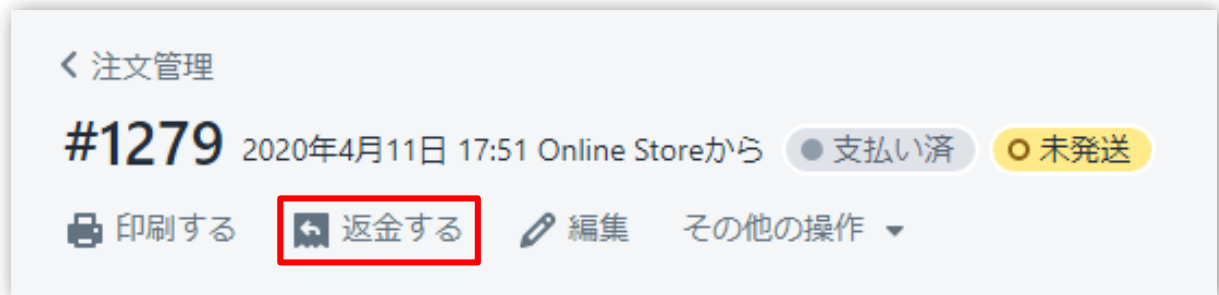 注文管理
#1279 2020年4月11日 17:51 Online Storeから 支払い済 未発送
印刷する 返金する 編集 その他の操作